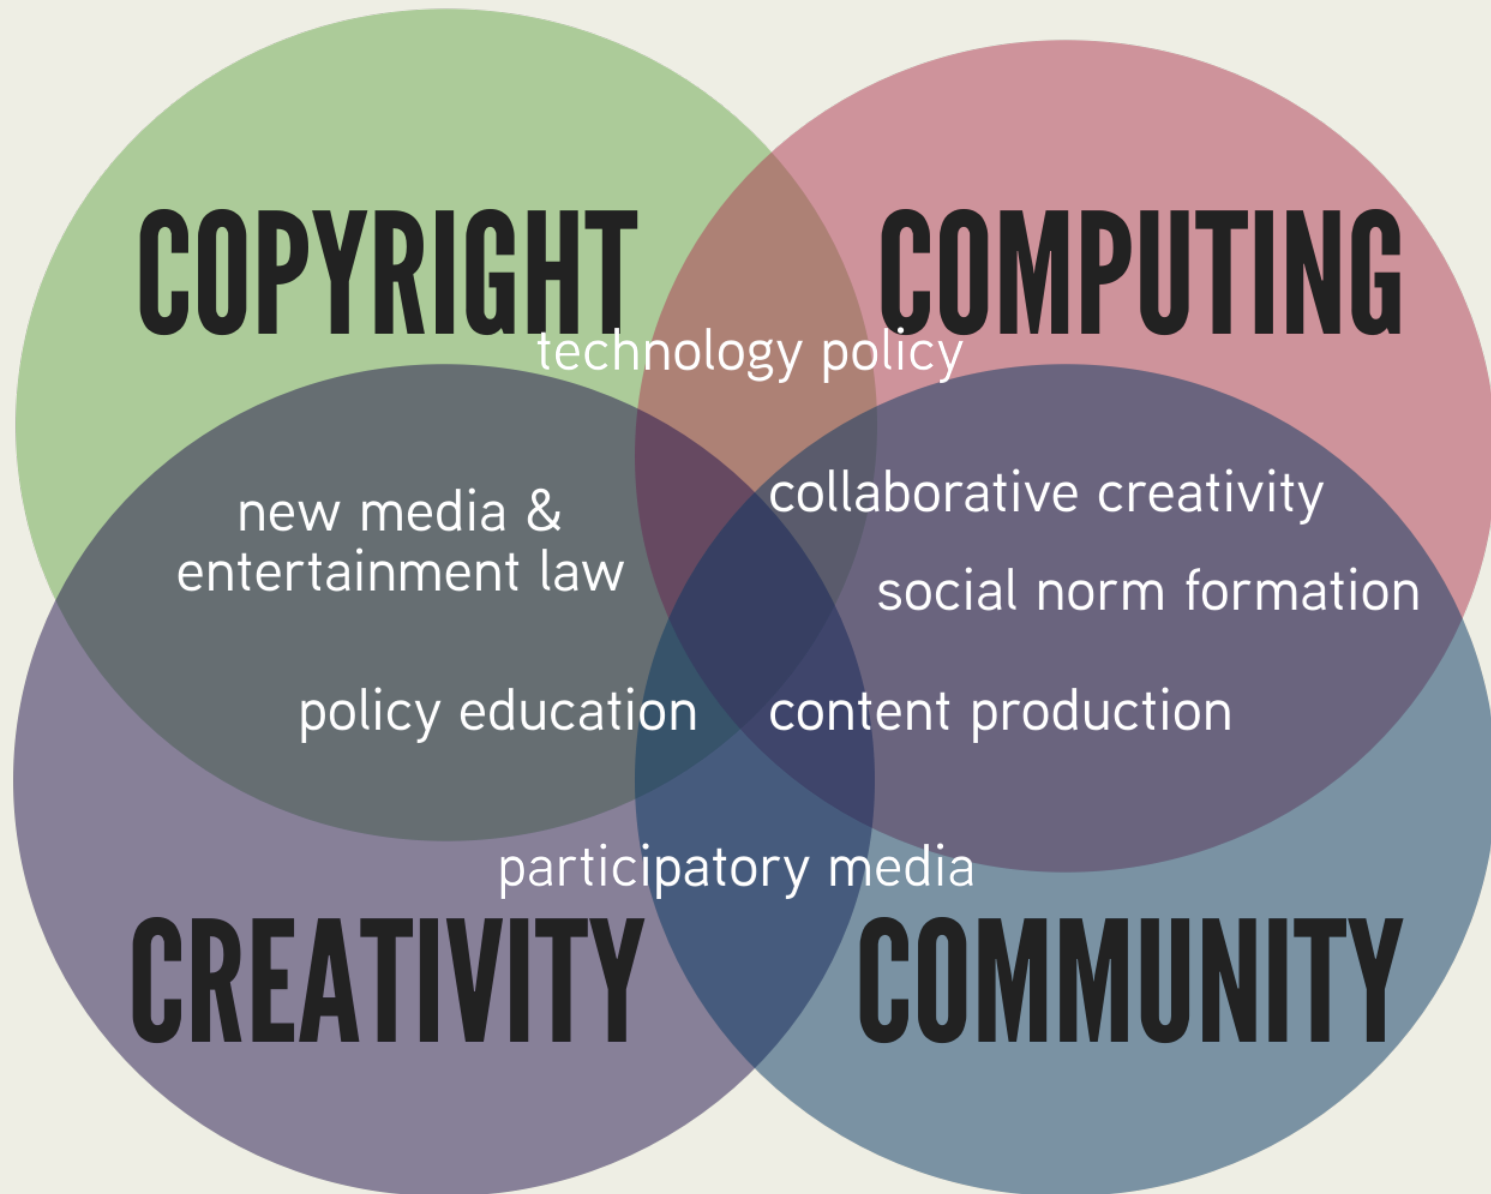 COPYRIGHT
COMPUTING
technology policy
new media &
entertainment law
collaborative creativity
social norm formation
policy education
content production
participatory media
CREATIVITY
COMMUNITY